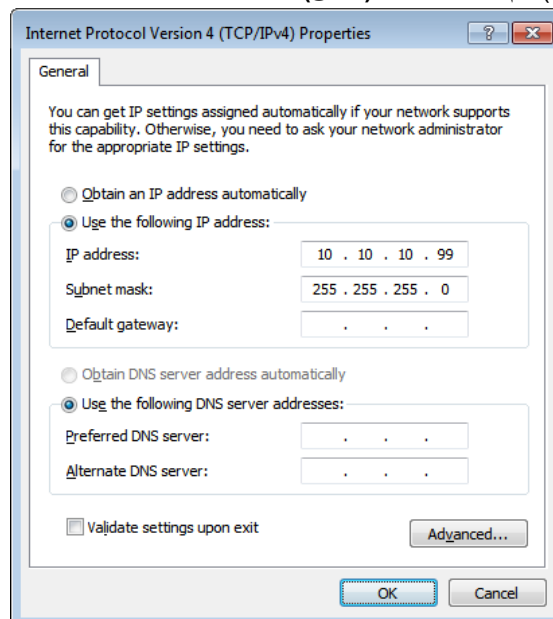 Internet Protocol Version 4 (TCP/IPv4) Properties
General
You can get IP settings assigned automatically if your network supports
this capability. Otherwise, you need to ask your network administrator
for the appropriate IP settings.
Obtain an IP address automatically
Use the following IP address:
IP address: 10 . 10 . 10 . 99
Subnet mask: 255 . 255 . 255 . 0
Default gateway: . . .
Obtain DNS server address automatically
Use the following DNS server addresses:
Preferred DNS server: . . .
Alternate DNS server: . . .
Validate settings upon exit
Advanced...
OK Cancel